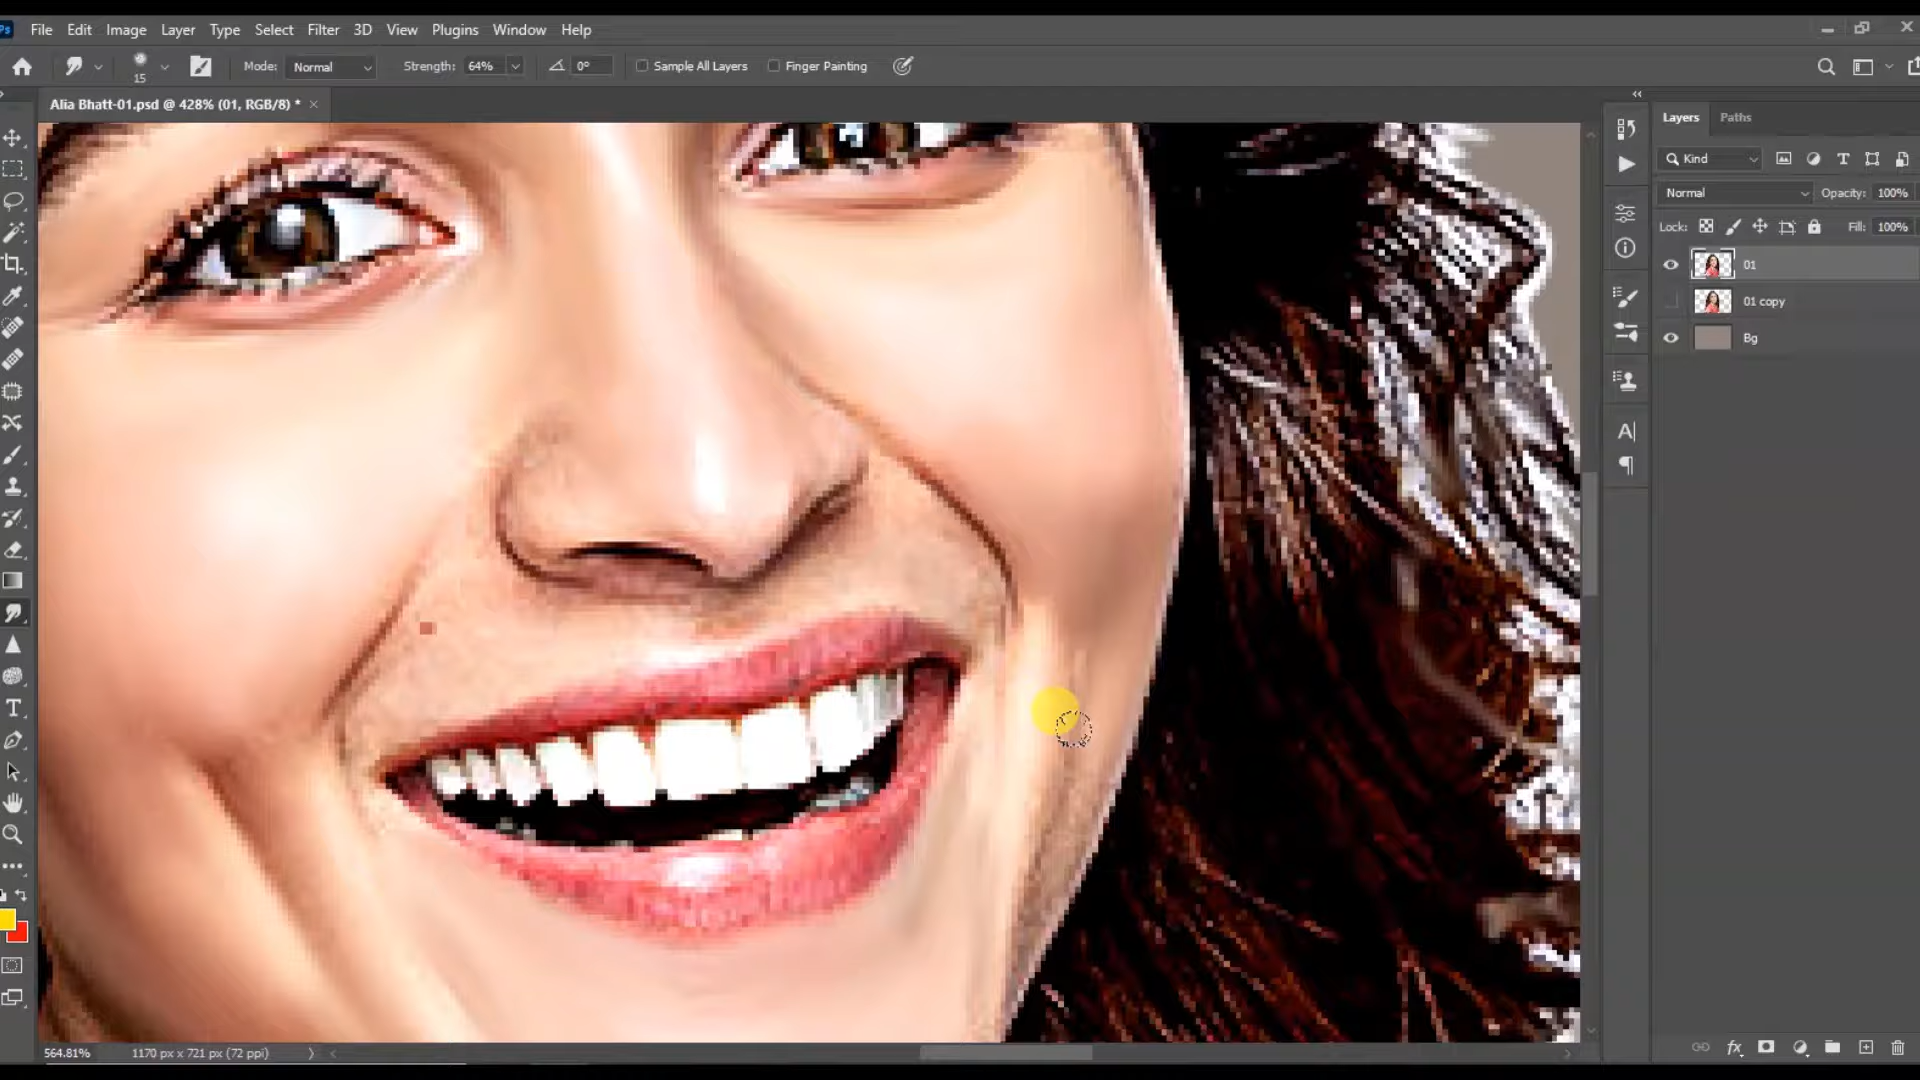 Ps File Edit Image Layer Type Select Filter 3D View Plugins Window Help
15 Mode: Normal Strength: 64% 0° Sample All Layers Finger Painting
Alia Bhatt-01.psd @ 428% (01, RGB/8) * ×
Layers Paths
Kind
Normal Opacity: 100%
Lock: Fill: 100%
01
01 copy
Bg
564.81% 1170 px x 721 px (72 ppi)